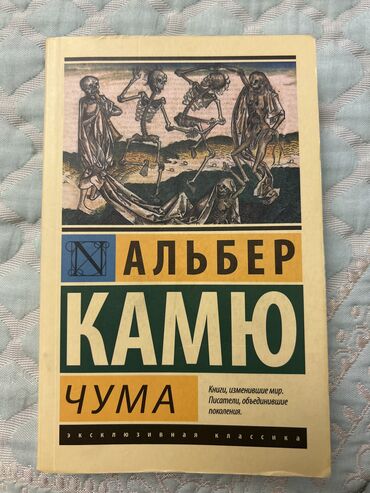 N АЛЬБЕР
КАМЮ
ЧУМА
Книги, изменившие мир.
Писатели, объединившие
поколения.
эксклюзивная классика